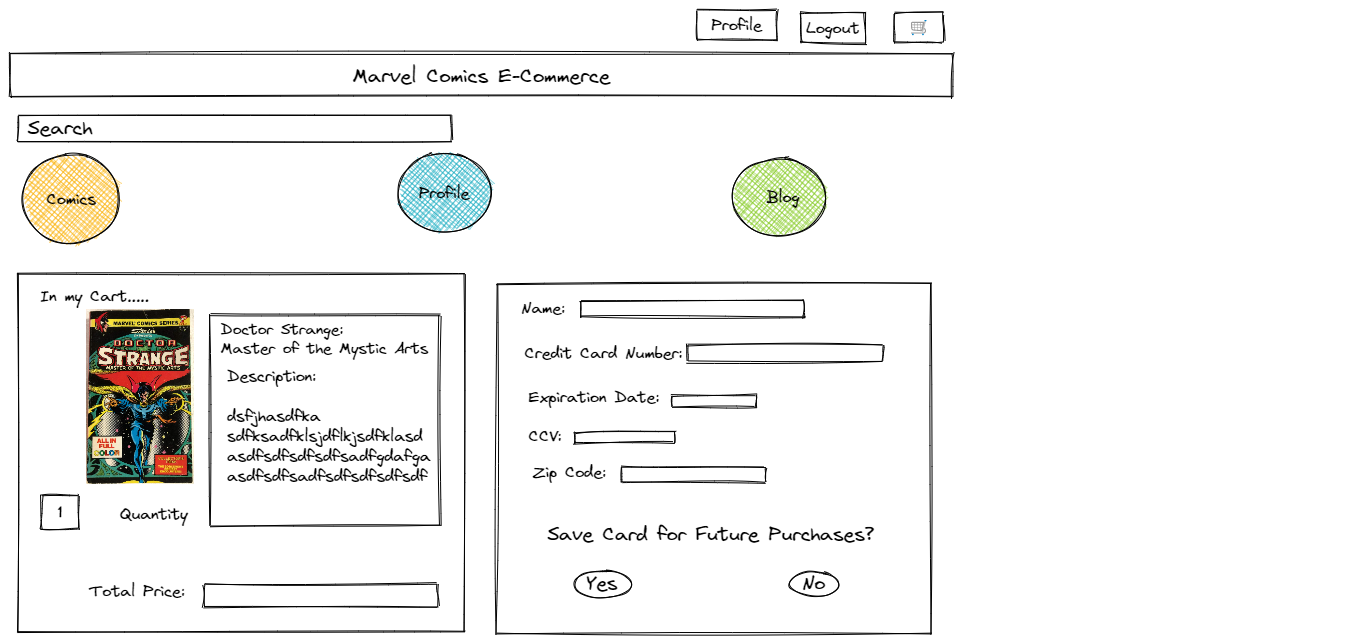 Profile
Logout
Marvel Comics E-Commerce
Search
Comics
Profile
Blog
In my Cart.....
MARVEL COMICS SERIES
DOCTOR
STRANGE
MASTER OF THE MYSTIC ARTS
ALL IN
FULL
COLOR
Doctor Strange:
Master of the Mystic Arts
Description:
dsfjhasdfka
sdfksadfklsjdflkjsdfklasd
asdfsdfsdfsdfsadfgdafga
asdfsdfsadfsdfsdfsdfsdf
1
Quantity
Total Price:
Name:
Credit Card Number:
Expiration Date:
CCV:
Zip Code:
Save Card for Future Purchases?
Yes
No